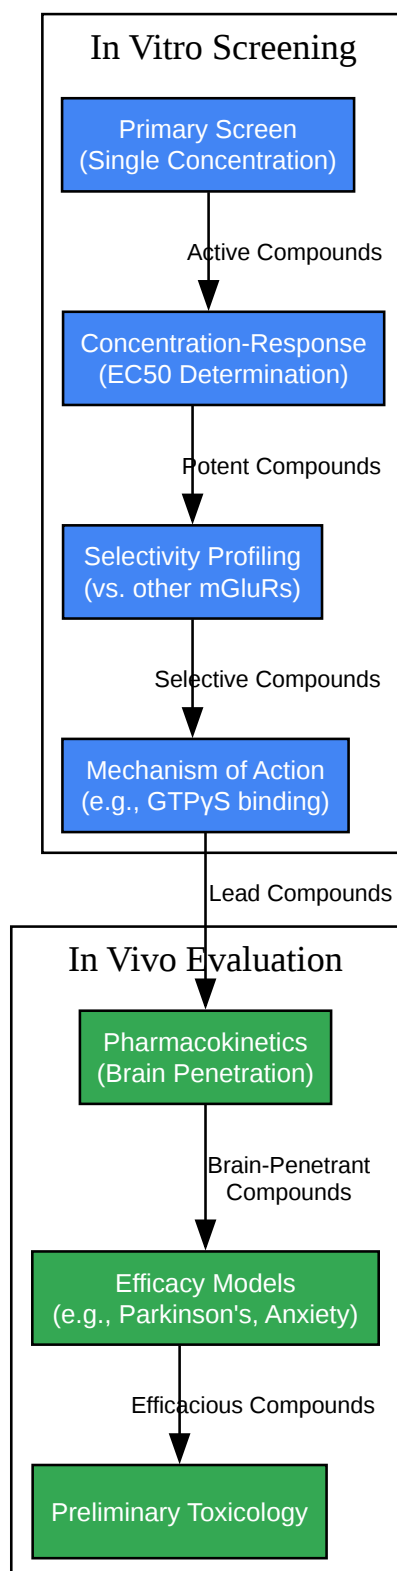 In Vitro Screening
Primary Screen
(Single Concentration)
Active Compounds
Concentration-Response
(EC50 Determination)
Potent Compounds
Selectivity Profiling
(vs. other mGluRs)
Selective Compounds
Mechanism of Action
(e.g., GTPγS binding)
Lead Compounds
In Vivo Evaluation
Pharmacokinetics
(Brain Penetration)
Brain-Penetrant
Compounds
Efficacy Models
(e.g., Parkinson's, Anxiety)
Efficacious Compounds
Preliminary Toxicology